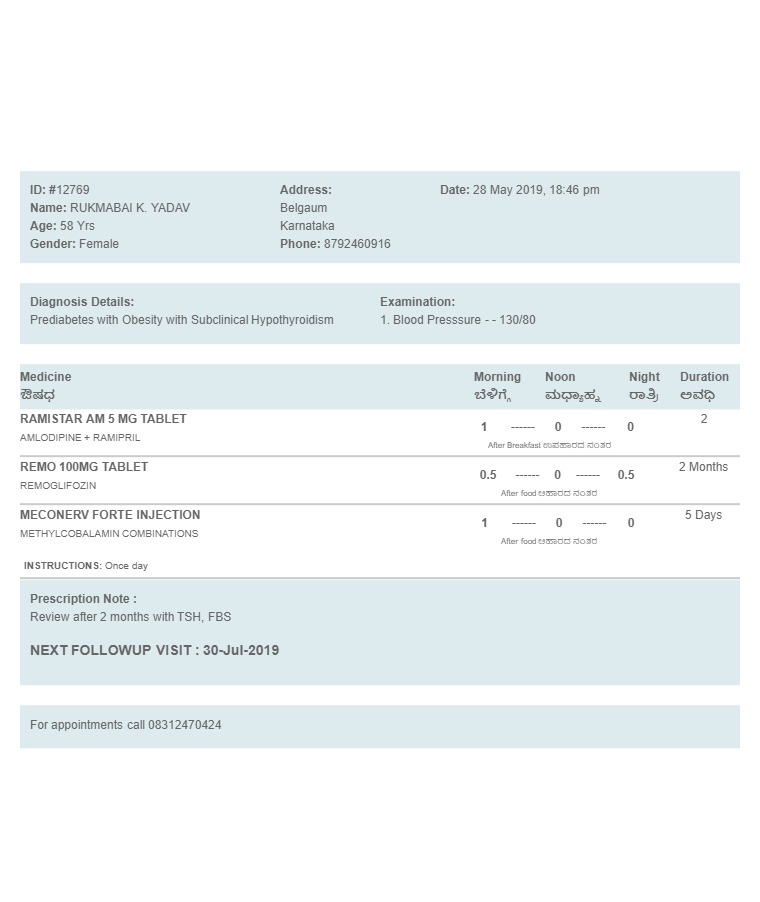 ID: #12769
Name: RUKMABAI K. YADAV
Age: 58 Yrs
Gender: Female
Address:
Belgaum
Karnataka
Phone: 8792460916
Date: 28 May 2019, 18:46 pm
Diagnosis Details:
Prediabetes with Obesity with Subclinical Hypothyroidism
Examination:
1. Blood Presssure - - 130/80
Medicine Morning Noon Night Duration
ಔಷಧ ಬೆಳಿಗ್ಗೆ ಮಧ್ಯಾಹ್ನ ರಾತ್ರಿ ಅವಧಿ
RAMISTAR AM 5 MG TABLET 1 ------ 0 ------ 0 2
AMLODIPINE + RAMIPRIL
After Breakfast ಉಪಹಾರದ ನಂತರ
REMO 100MG TABLET 0.5 ------ 0 ------ 0.5 2 Months
REMOGLIFOZIN
After food ಆಹಾರದ ನಂತರ
MECONERV FORTE INJECTION 1 ------ 0 ------ 0 5 Days
METHYLCOBALAMIN COMBINATIONS
After food ಆಹಾರದ ನಂತರ
INSTRUCTIONS: Once day
Prescription Note :
Review after 2 months with TSH, FBS
NEXT FOLLOWUP VISIT : 30-Jul-2019
For appointments call 08312470424